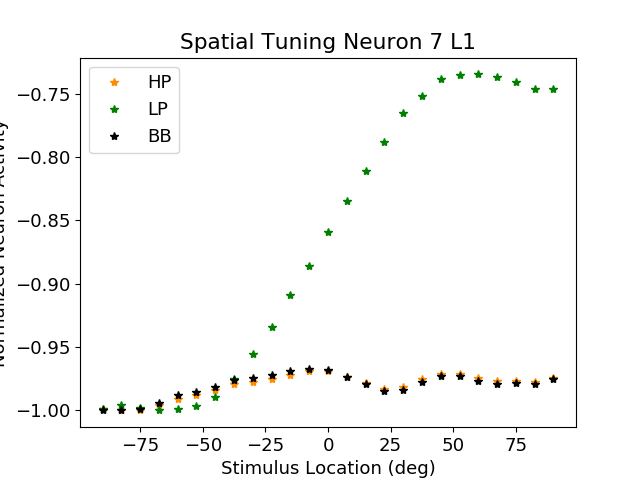 Spatial Tuning Neuron 7 L1
HP
LP
BB
−0.75
−0.80
−0.85
−0.90
−0.95
−1.00
Normalized Neuron Activity
−75
−50
−25
0
25
50
75
Stimulus Location (deg)